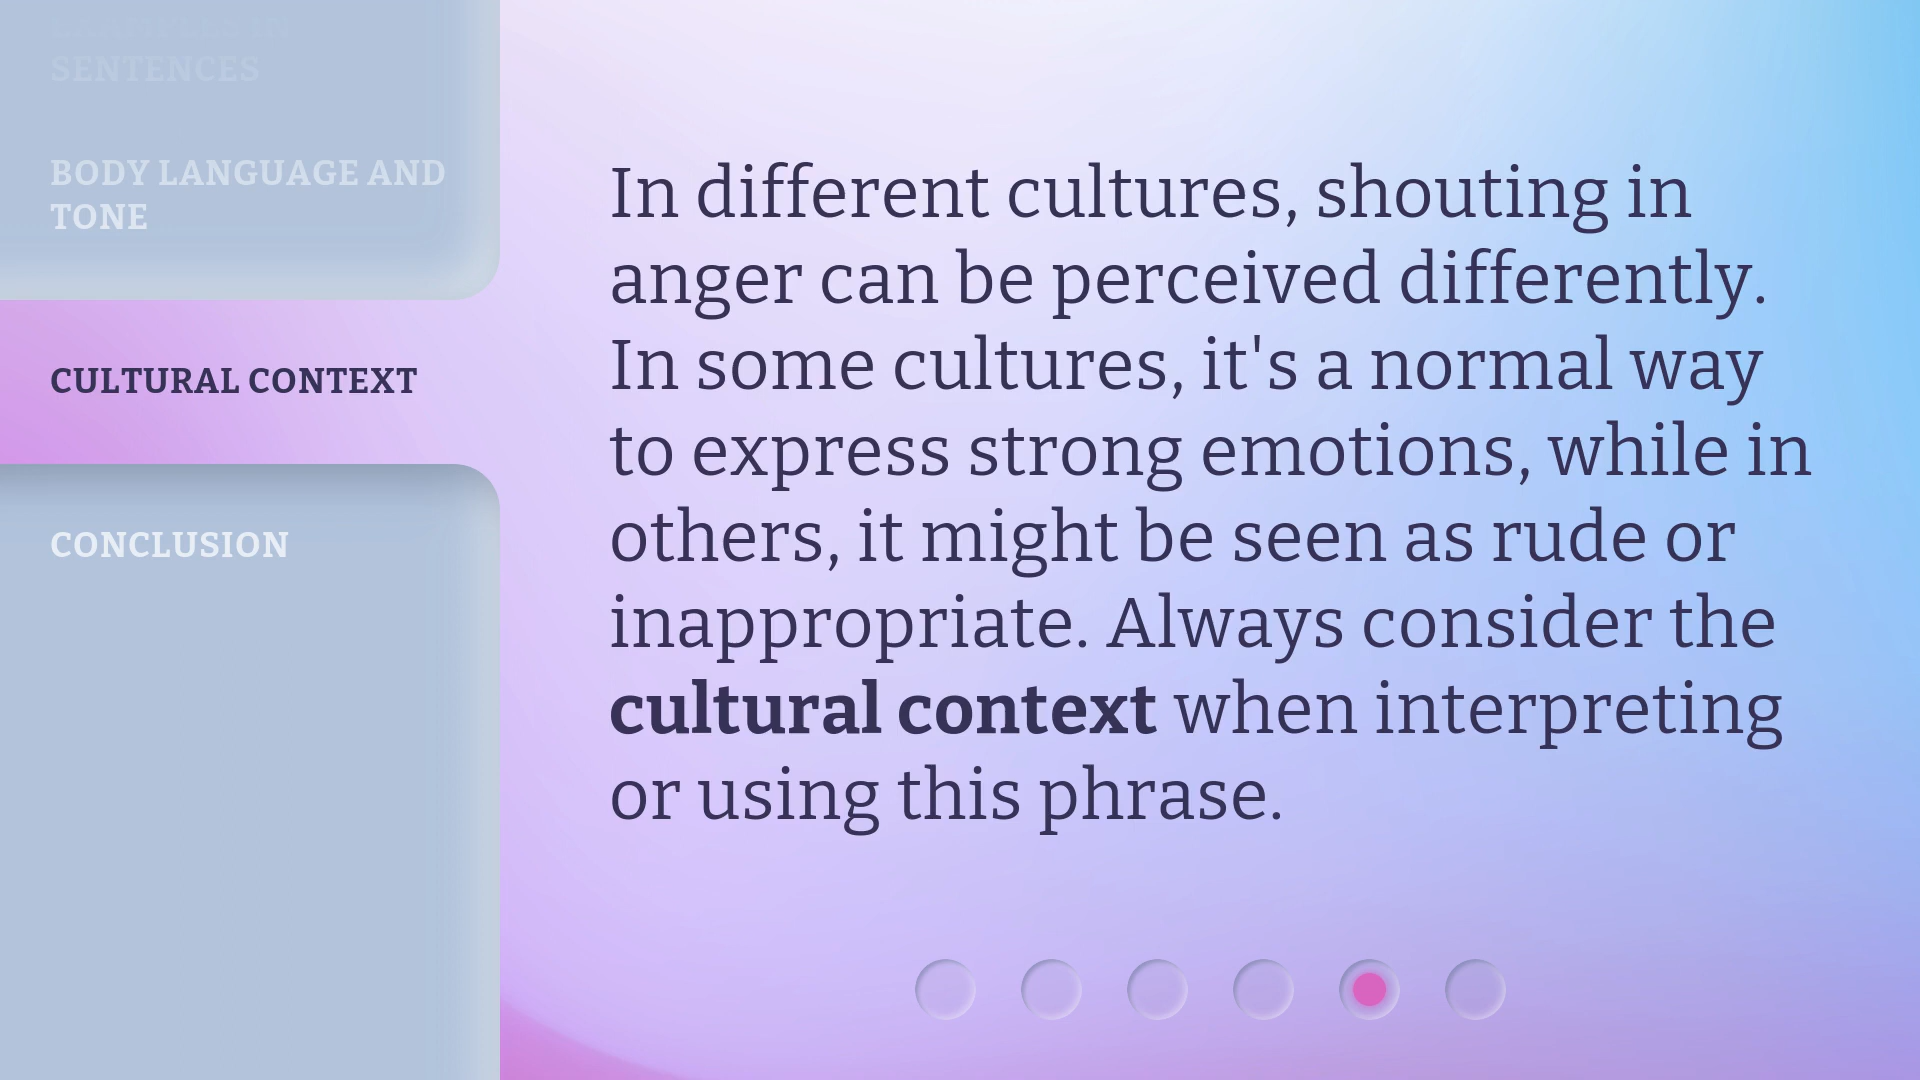 SENTENCES
BODY LANGUAGE AND
TONE
CULTURAL CONTEXT
CONCLUSION
In different cultures, shouting in
anger can be perceived differently.
In some cultures, it's a normal way
to express strong emotions, while in
others, it might be seen as rude or
inappropriate. Always consider the
cultural context when interpreting
or using this phrase.